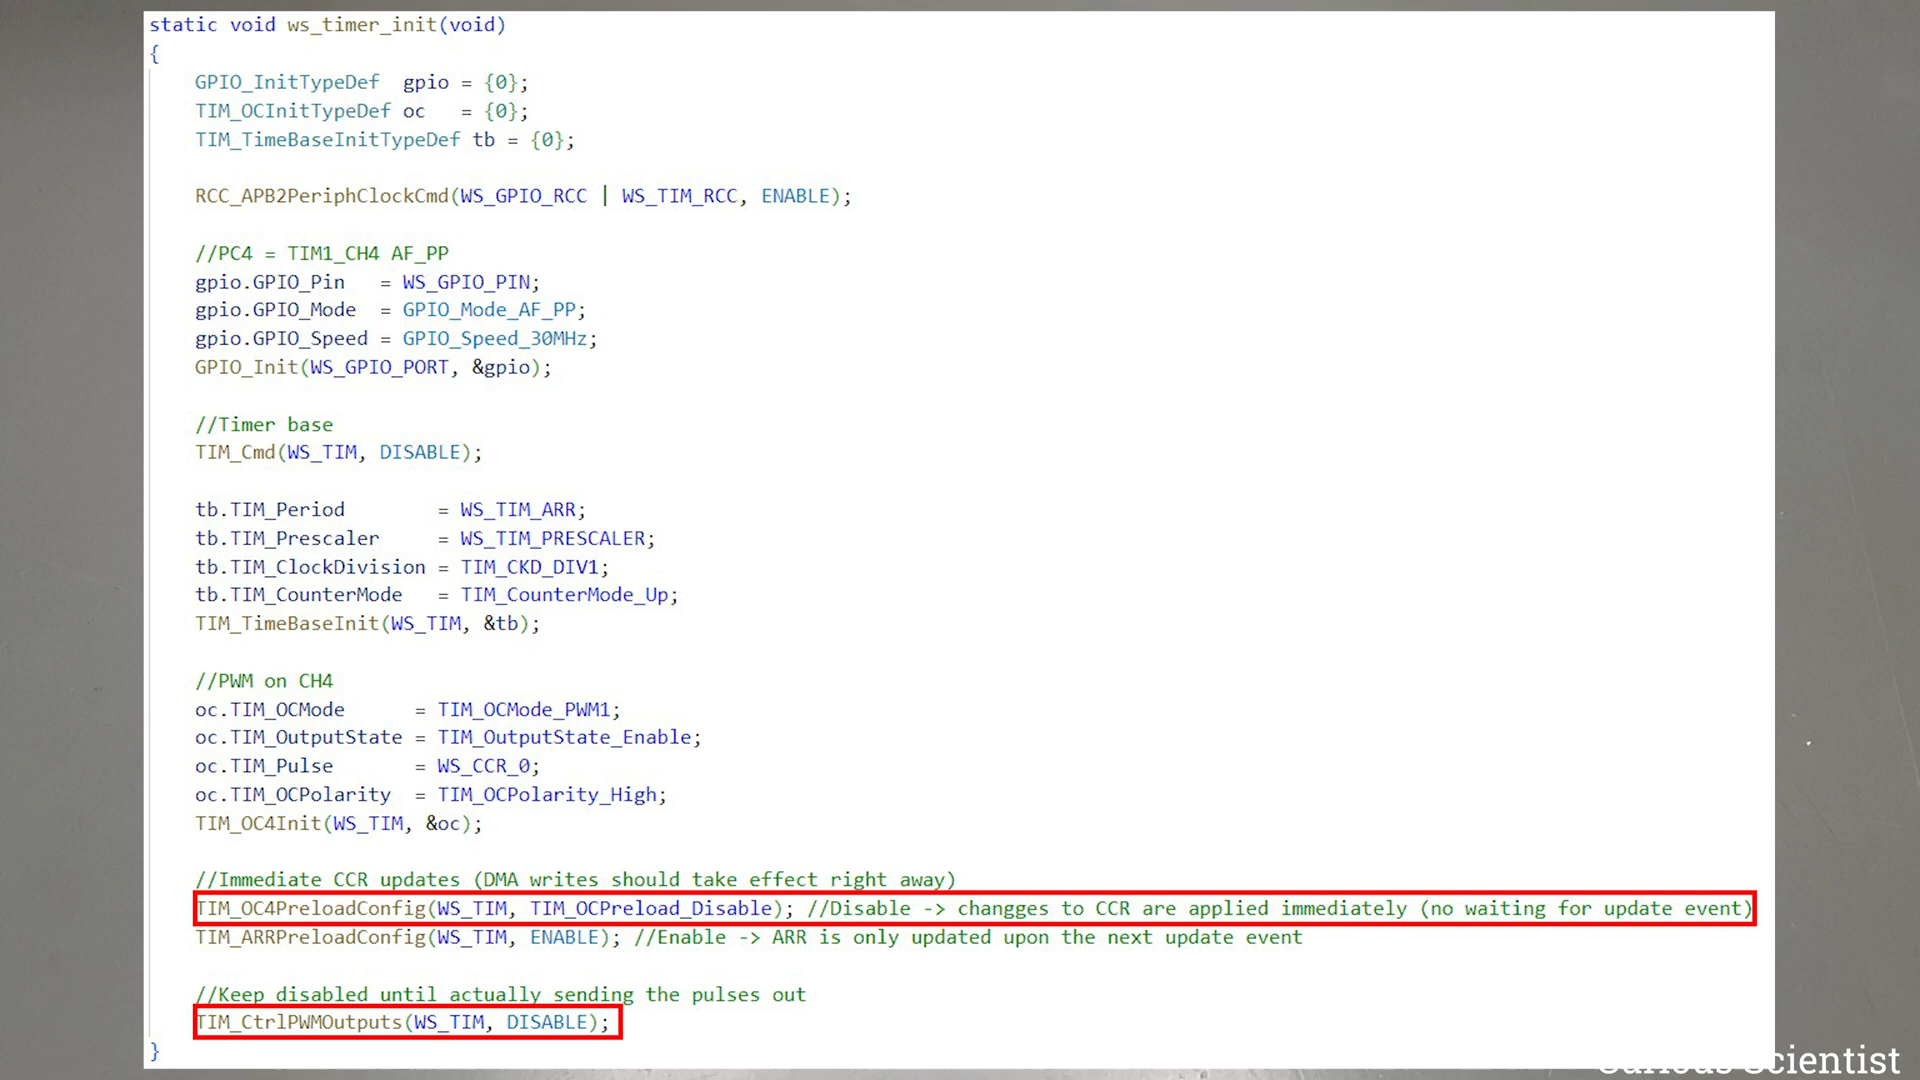 static void ws_timer_init(void)
{
GPIO_InitTypeDef gpio = {0};
TIM_OCInitTypeDef oc = {0};
TIM_TimeBaseInitTypeDef tb = {0};
RCC_APB2PeriphClockCmd(WS_GPIO_RCC | WS_TIM_RCC, ENABLE);
//PC4 = TIM1_CH4 AF_PP
gpio.GPIO_Pin = WS_GPIO_PIN;
gpio.GPIO_Mode = GPIO_Mode_AF_PP;
gpio.GPIO_Speed = GPIO_Speed_30MHz;
GPIO_Init(WS_GPIO_PORT, &gpio);
//Timer base
TIM_Cmd(WS_TIM, DISABLE);
tb.TIM_Period = WS_TIM_ARR;
tb.TIM_Prescaler = WS_TIM_PRESCALER;
tb.TIM_ClockDivision = TIM_CKD_DIV1;
tb.TIM_CounterMode = TIM_CounterMode_Up;
TIM_TimeBaseInit(WS_TIM, &tb);
//PWM on CH4
oc.TIM_OCMode = TIM_OCMode_PWM1;
oc.TIM_OutputState = TIM_OutputState_Enable;
oc.TIM_Pulse = WS_CCR_0;
oc.TIM_OCPolarity = TIM_OCPolarity_High;
TIM_OC4Init(WS_TIM, &oc);
//Immediate CCR updates (DMA writes should take effect right away)
TIM_OC4PreloadConfig(WS_TIM, TIM_OCPreload_Disable); //Disable -> changges to CCR are applied immediately (no waiting for update event)
TIM_ARRPreloadConfig(WS_TIM, ENABLE); //Enable -> ARR is only updated upon the next update event
//Keep disabled until actually sending the pulses out
TIM_CtrlPWMOutputs(WS_TIM, DISABLE);
}
Curious Scientist